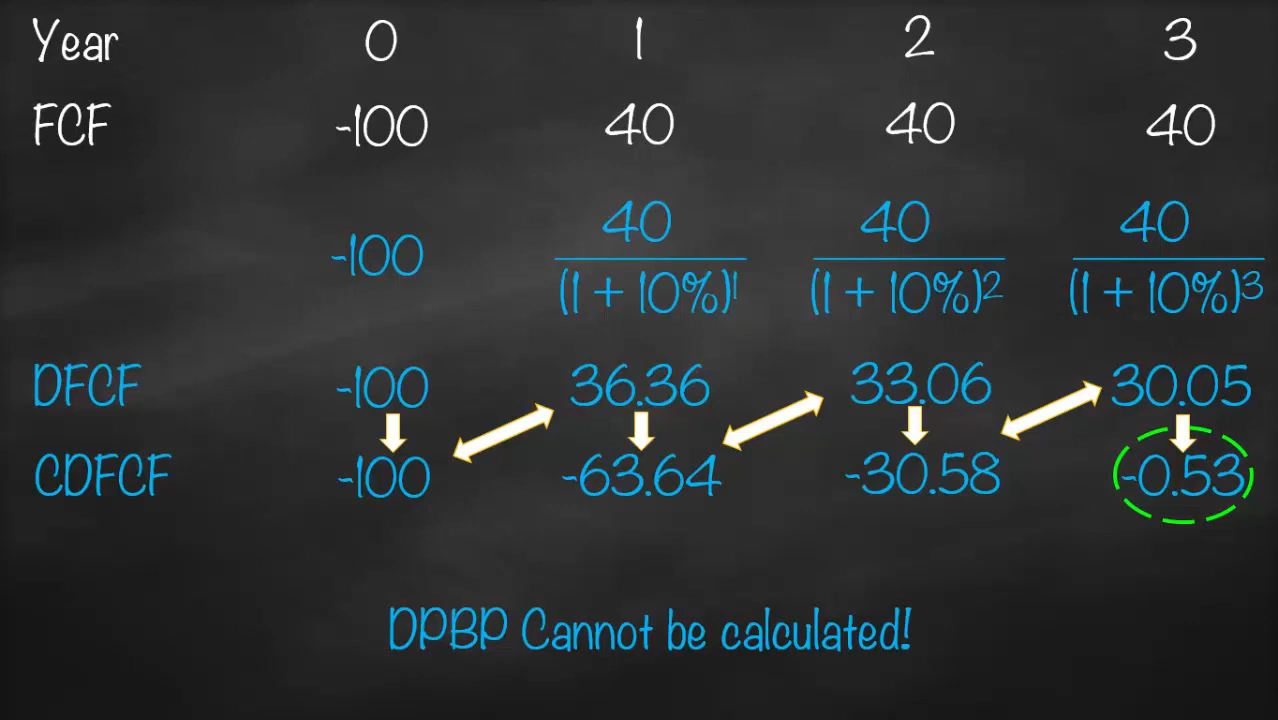 Year 0 1 2 3
FCF -100 40 40 40
-100 40 40 40
(1 + 10%)1 (1 + 10%)2 (1 + 10%)3
DFCF -100 36.36 33.06 30.05
CDFCF -100 -63.64 -30.58 -0.53
DPBP Cannot be calculated!